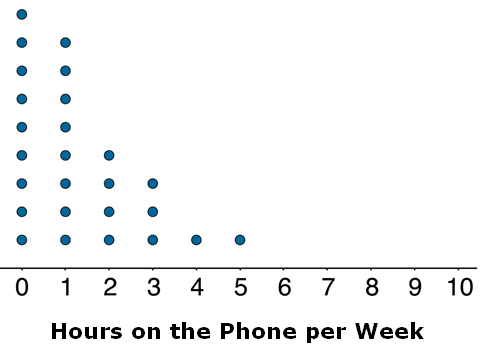 0 1 2 3 4 5 6 7 8 9 10
Hours on the Phone per Week